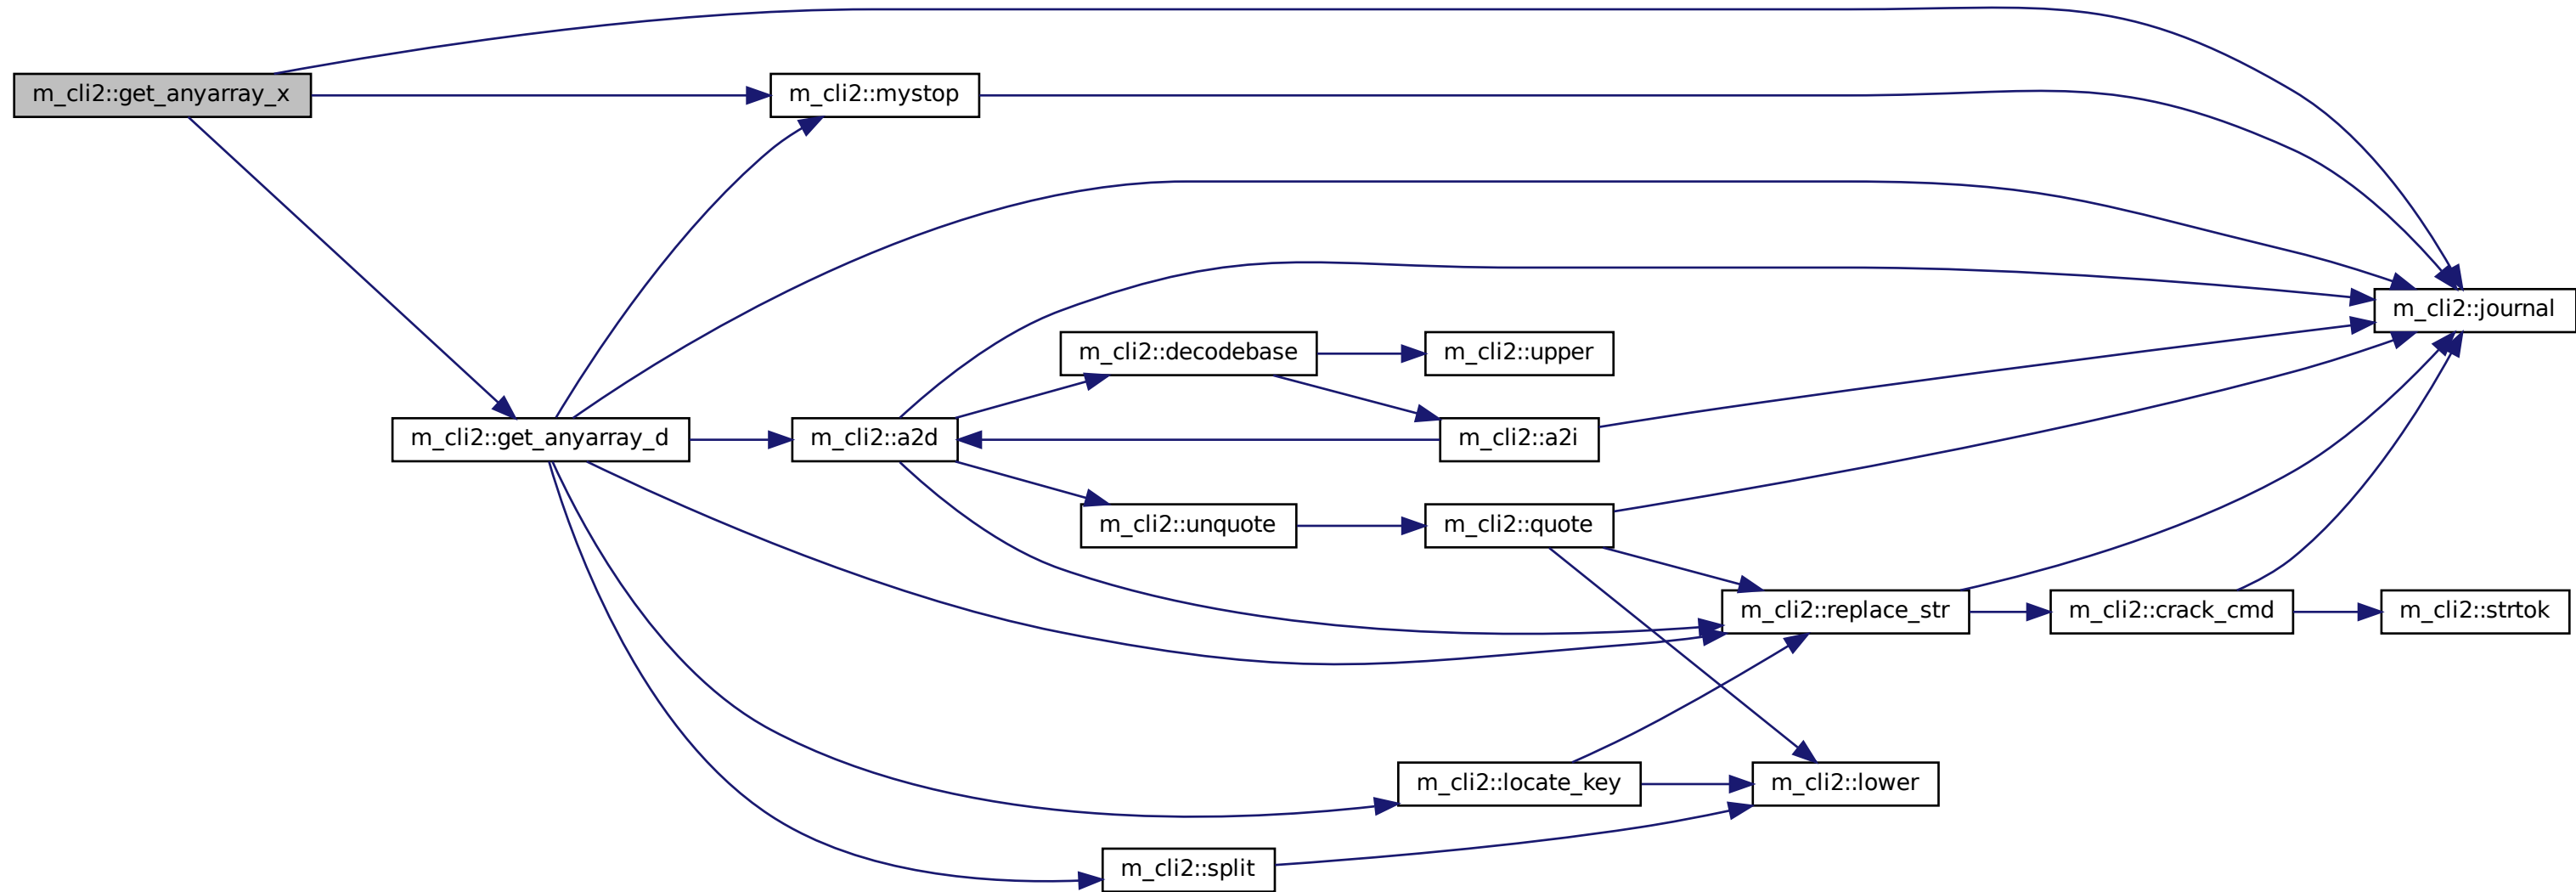 m_cli2::get_anyarray_x
m_cli2::mystop
m_cli2::journal
m_cli2::decodebase
m_cli2::upper
m_cli2::get_anyarray_d
m_cli2::a2d
m_cli2::a2i
m_cli2::unquote
m_cli2::quote
m_cli2::replace_str
m_cli2::crack_cmd
m_cli2::strtok
m_cli2::locate_key
m_cli2::lower
m_cli2::split